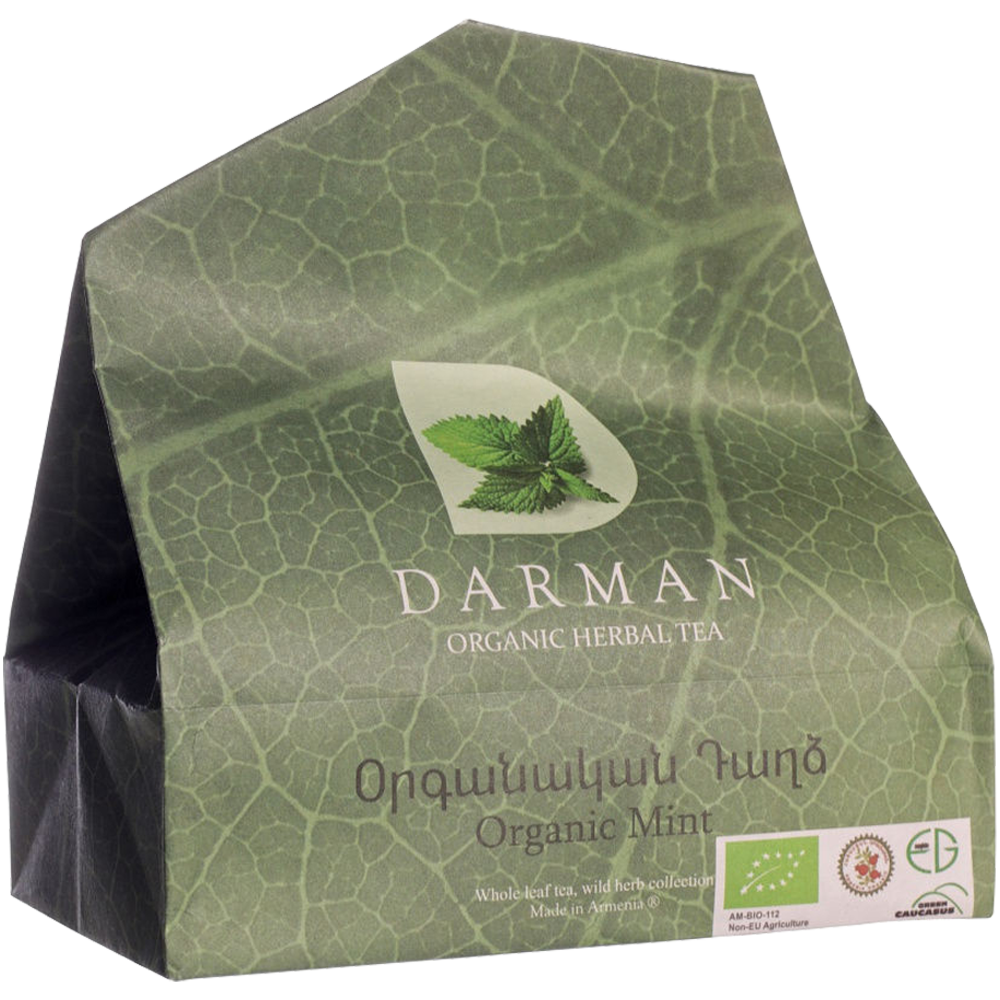 DARMAN
ORGANIC HERBAL TEA
Օրգանական Դաղձ
Organic Mint
Whole leaf tea, wild herb collection
Made in Armenia ®
AM-BIO-112
Non-EU Agriculture
EG
GREEN
CAUCASUS